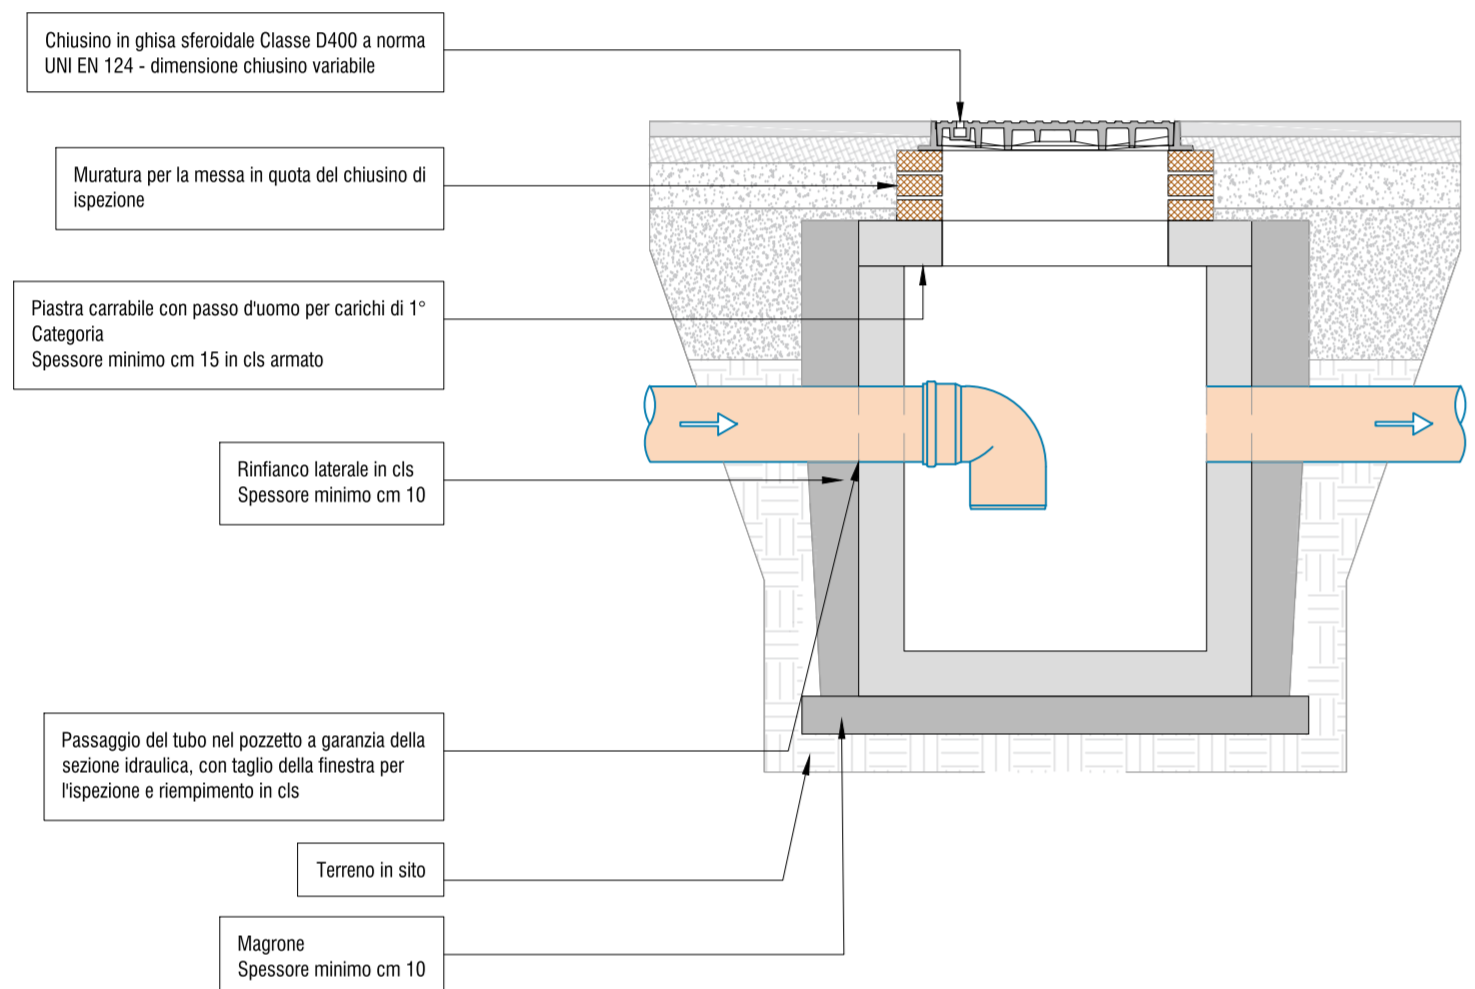 Chiusino in ghisa sferoidale Classe D400 a norma
UNI EN 124 - dimensione chiusino variabile
Muratura per la messa in quota del chiusino di
ispezione
Piastra carrabile con passo d'uomo per carichi di 1°
Categoria
Spessore minimo cm 15 in cls armato
Rinfianco laterale in cls
Spessore minimo cm 10
Passaggio del tubo nel pozzetto a garanzia della
sezione idraulica, con taglio della finestra per
l'ispezione e riempimento in cls
Terreno in sito
Magrone
Spessore minimo cm 10